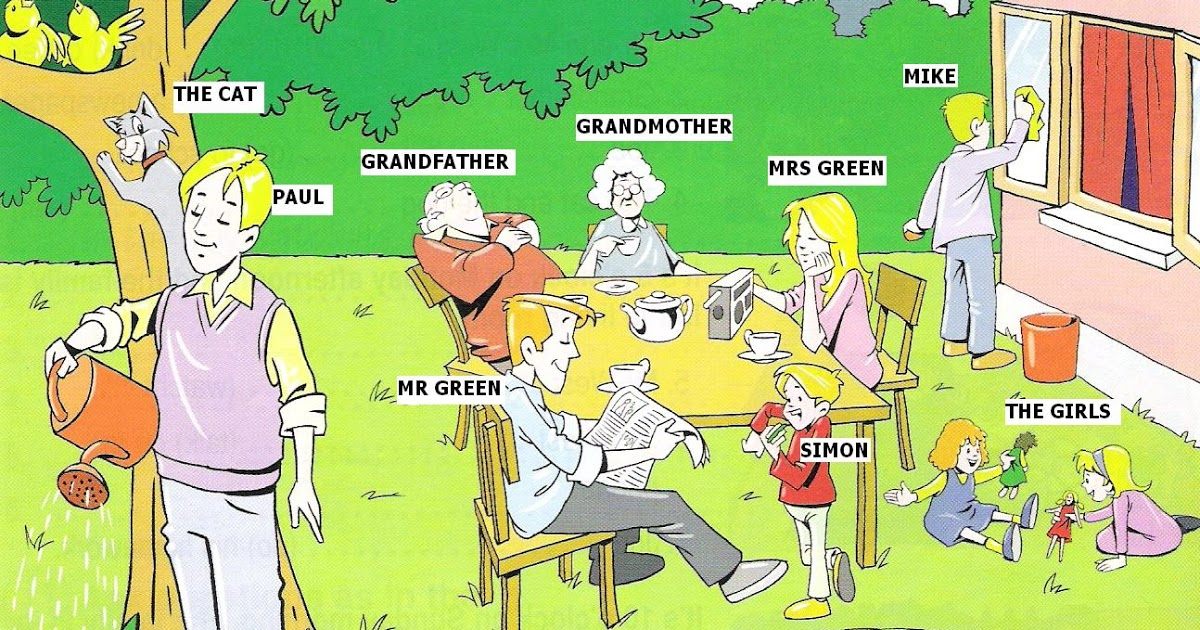 THE CAT
MIKE
GRANDMOTHER
GRANDFATHER
MRS GREEN
PAUL
MR GREEN
THE GIRLS
SIMON